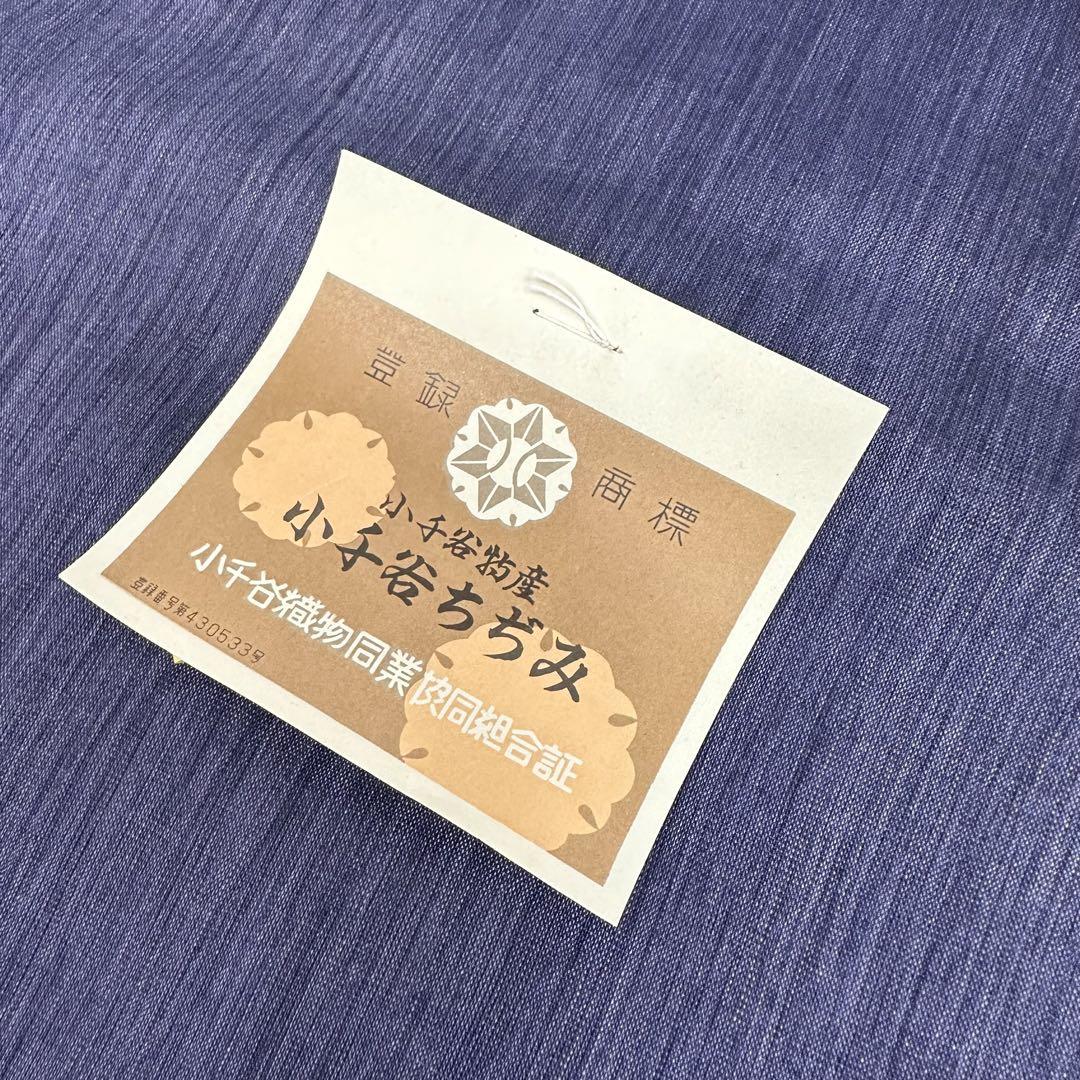 登録 商標
小千谷物産
小千谷ちぢみ
小千谷織物同業協同組合証
登録番号第430533号